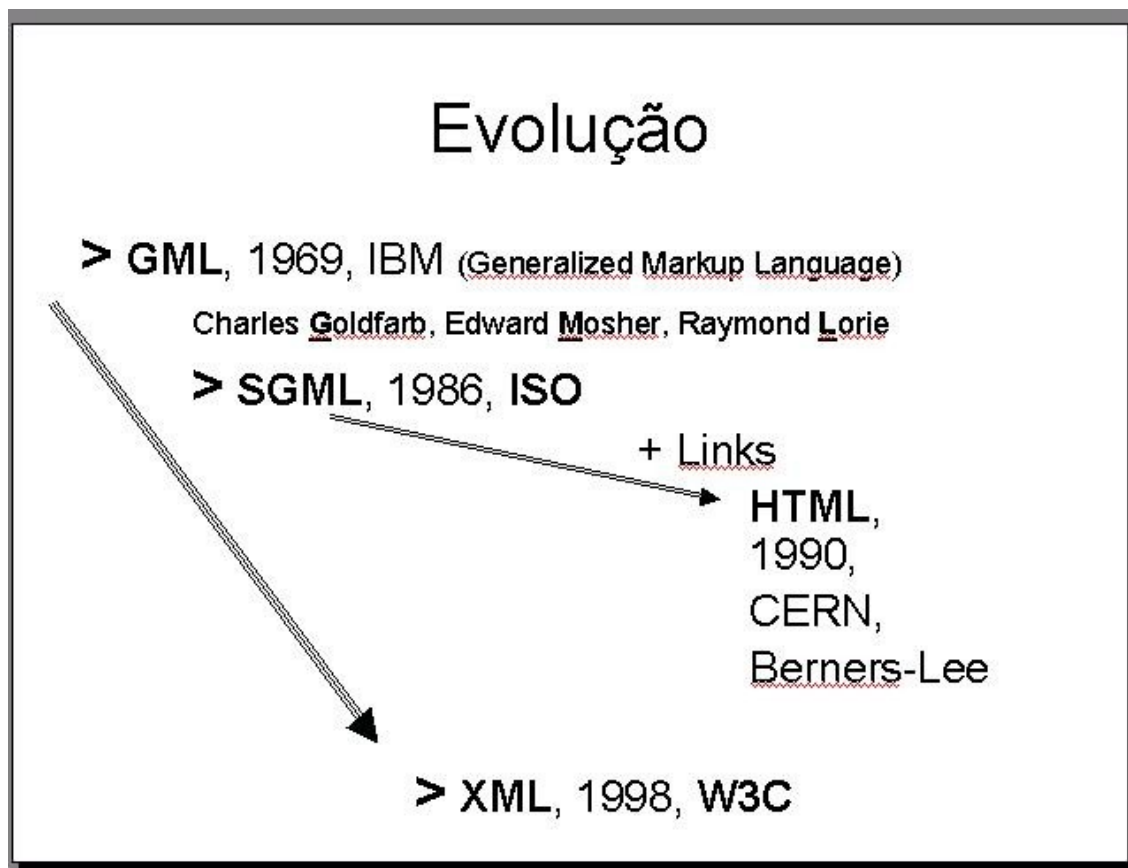 Evolução
> GML, 1969, IBM (Generalized Markup Language)
Charles Goldfarb, Edward Mosher, Raymond Lorie
> SGML, 1986, ISO
+ Links
HTML,
1990,
CERN,
Berners-Lee
> XML, 1998, W3C